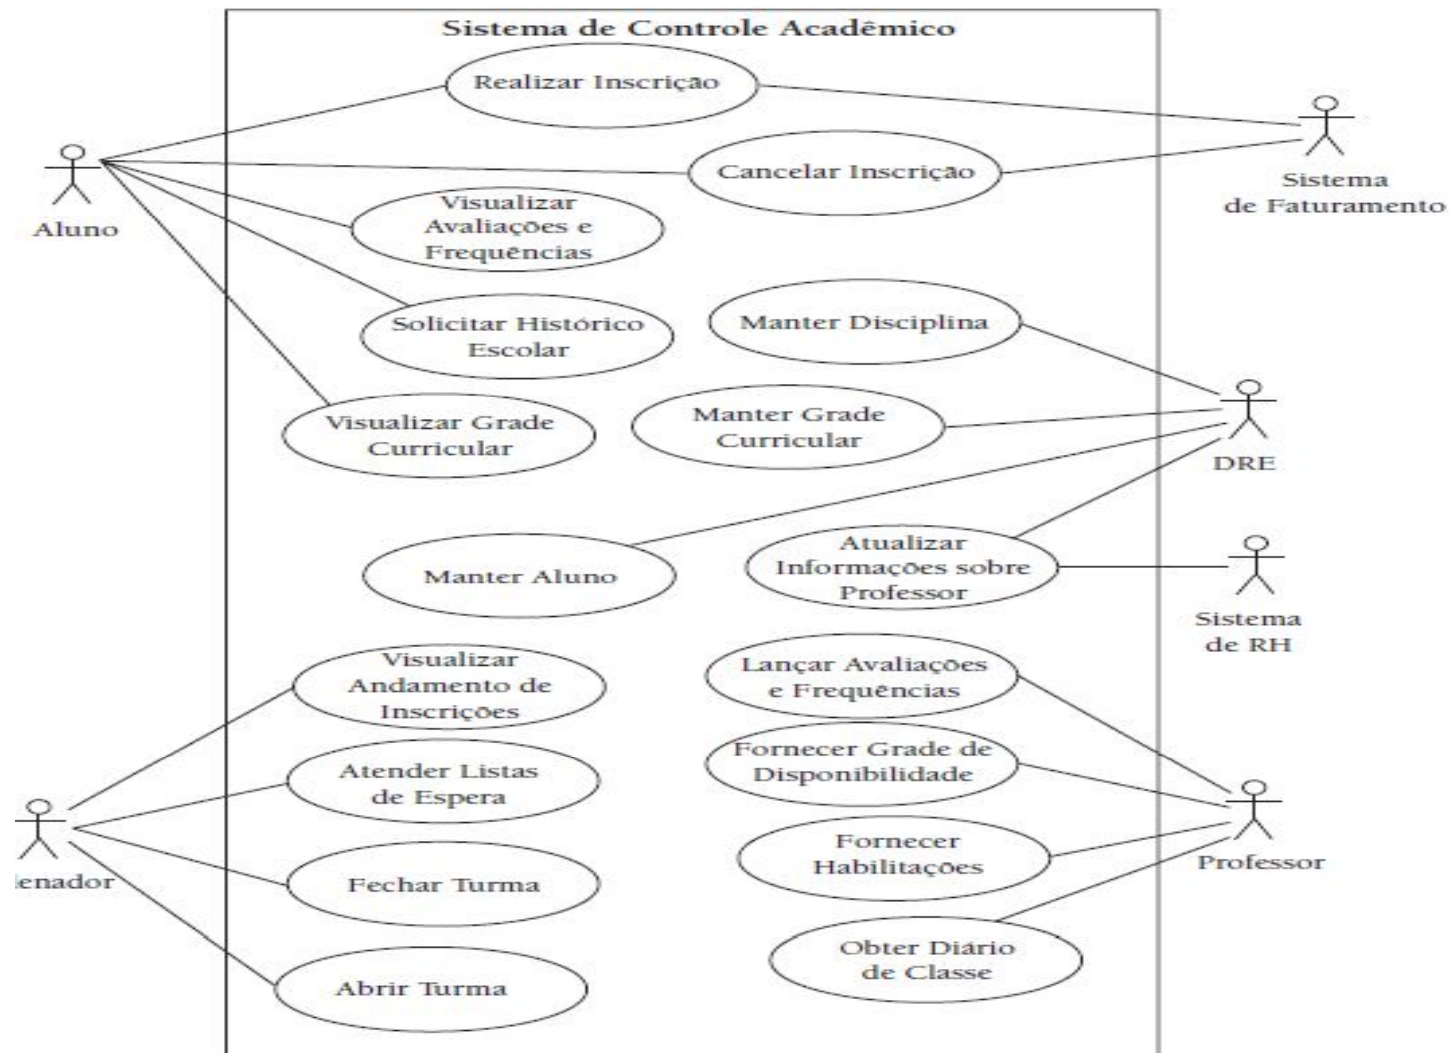 Sistema de Controle Acadêmico
Realizar Inscrição
Cancelar Inscrição
Sistema
de Faturamento
Aluno
Visualizar
Avaliações e
Frequências
Solicitar Histórico
Escolar
Manter Disciplina
Visualizar Grade
Curricular
Manter Grade
Curricular
DRE
Manter Aluno
Atualizar
Informações sobre
Professor
Sistema
de RH
Visualizar
Andamento de
Inscrições
Lançar Avaliações
e Frequências
Atender Listas
de Espera
Fornecer Grade de
Disponibilidade
denador
Fechar Turma
Fornecer
Habilitações
Professor
Abrir Turma
Obter Diário
de Classe